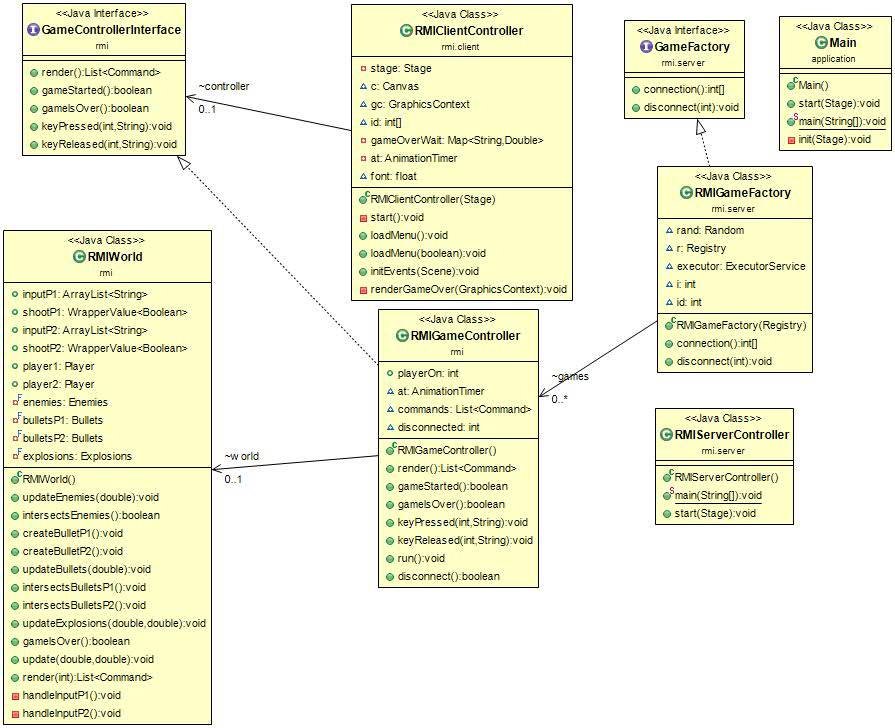 <<Java Interface>>
GameControllerInterface
rmi
render():List<Command>
gameStarted():boolean
gameIsOver():boolean
keyPressed(int,String):void
keyReleased(int,String):void
<<Java Class>>
RMIClientController
rmi.client
stage: Stage
c: Canvas
gc: GraphicsContext
id: int[]
gameOverWait: Map<String,Double>
at: AnimationTimer
font: float
RMIClientController(Stage)
start():void
loadMenu():void
loadMenu(boolean):void
initEvents(Scene):void
renderGameOver(GraphicsContext):void
~controller
0..1
<<Java Interface>>
GameFactory
rmi.server
connection():int[]
disconnect(int):void
<<Java Class>>
Main
application
Main()
start(Stage):void
main(String[]):void
init(Stage):void
<<Java Class>>
RMIGameFactory
rmi.server
rand: Random
r: Registry
executor: ExecutorService
i: int
id: int
RMIGameFactory(Registry)
connection():int[]
disconnect(int):void
<<Java Class>>
RMIWorld
rmi
inputP1: ArrayList<String>
shootP1: WrapperValue<Boolean>
inputP2: ArrayList<String>
shootP2: WrapperValue<Boolean>
player1: Player
player2: Player
enemies: Enemies
bulletsP1: Bullets
bulletsP2: Bullets
explosions: Explosions
RMIWorld()
updateEnemies(double):void
intersectsEnemies():boolean
createBulletP1():void
createBulletP2():void
updateBullets(double):void
intersectsBulletsP1():void
intersectsBulletsP2():void
updateExplosions(double,double):void
gameIsOver():boolean
update(double,double):void
render(int):List<Command>
handleInputP1():void
handleInputP2():void
<<Java Class>>
RMIGameController
rmi
playerOn: int
at: AnimationTimer
commands: List<Command>
disconnected: int
RMIGameController()
render():List<Command>
gameStarted():boolean
gameIsOver():boolean
keyPressed(int,String):void
keyReleased(int,String):void
run():void
disconnect():boolean
~games
0..*
~world
0..1
<<Java Class>>
RMIServerController
rmi.server
RMIServerController()
main(String[]):void
start(Stage):void